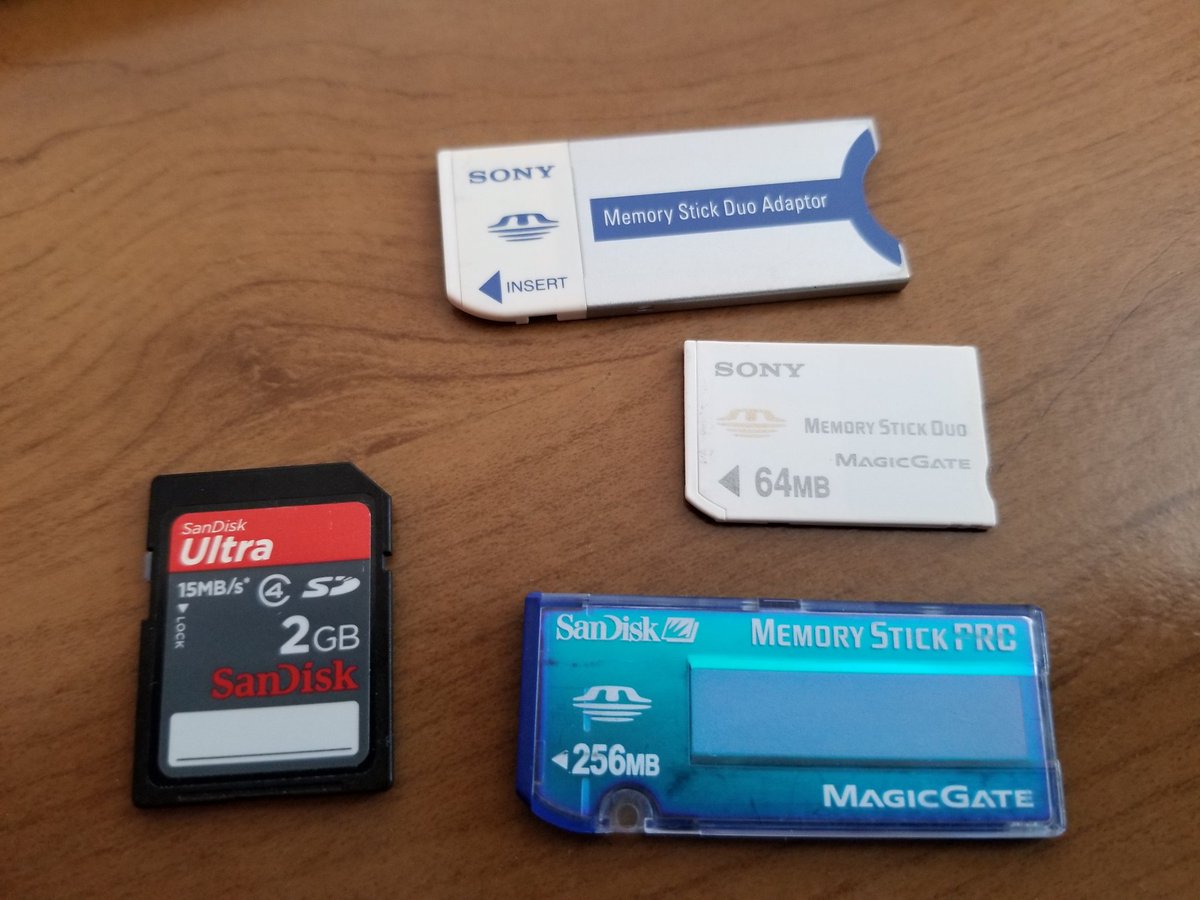 SONY
Memory Stick Duo Adaptor
INSERT
SONY
MEMORY STICK DUO
MAGICGATE
64MB
SanDisk
Ultra
15MB/s* 4 SD
LOCK
2GB
SanDisk
SanDisk MEMORY STICK PRO
256MB
MAGICGATE